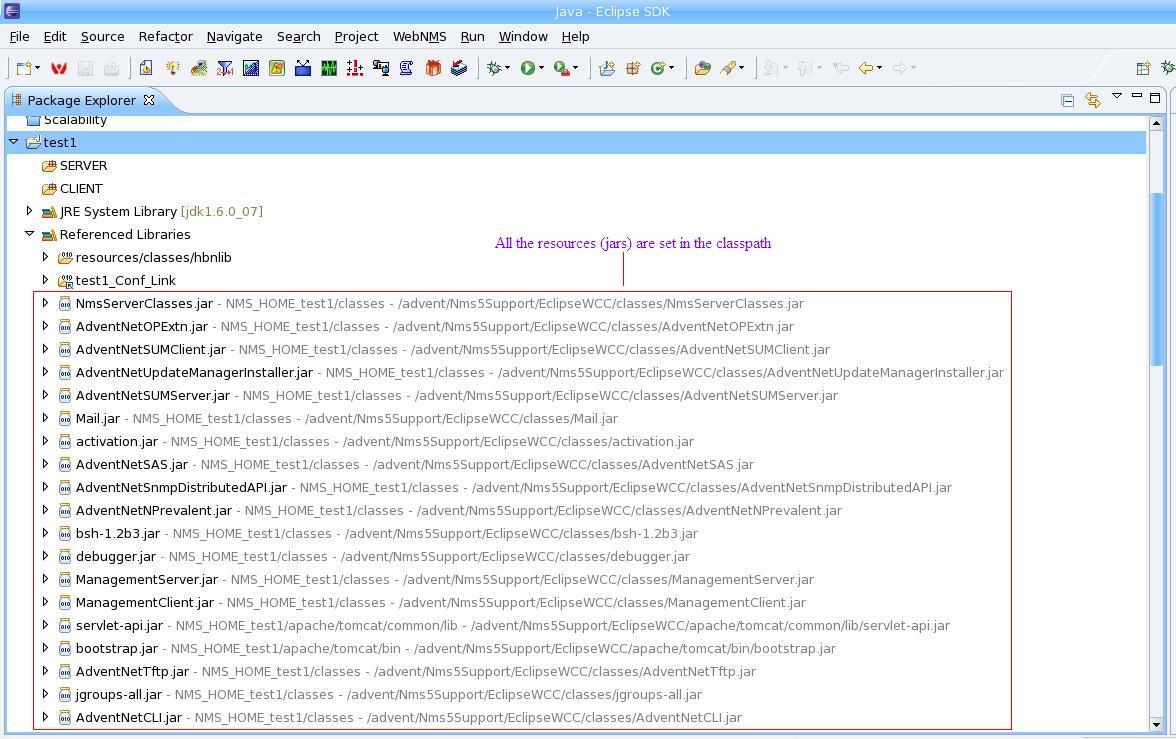 Java - Eclipse SDK
File Edit Source Refactor Navigate Search Project WebNMS Run Window Help
Package Explorer
Scalability
test1
SERVER
CLIENT
JRE System Library [jdk1.6.0_07]
Referenced Libraries
All the resources (jars) are set in the classpath
resources/classes/hbnlib
test1_Conf_Link
NmsServerClasses.jar - NMS_HOME_test1/classes - /advent/Nms5Support/EclipseWCC/classes/NmsServerClasses.jar
AdventNetOPExtn.jar - NMS_HOME_test1/classes - /advent/Nms5Support/EclipseWCC/classes/AdventNetOPExtn.jar
AdventNetSUMClient.jar - NMS_HOME_test1/classes - /advent/Nms5Support/EclipseWCC/classes/AdventNetSUMClient.jar
AdventNetUpdateManagerInstaller.jar - NMS_HOME_test1/classes - /advent/Nms5Support/EclipseWCC/classes/AdventNetUpdateManagerInstaller.jar
AdventNetSUMServer.jar - NMS_HOME_test1/classes - /advent/Nms5Support/EclipseWCC/classes/AdventNetSUMServer.jar
Mail.jar - NMS_HOME_test1/classes - /advent/Nms5Support/EclipseWCC/classes/Mail.jar
activation.jar - NMS_HOME_test1/classes - /advent/Nms5Support/EclipseWCC/classes/activation.jar
AdventNetSAS.jar - NMS_HOME_test1/classes - /advent/Nms5Support/EclipseWCC/classes/AdventNetSAS.jar
AdventNetSnmpDistributedAPI.jar - NMS_HOME_test1/classes - /advent/Nms5Support/EclipseWCC/classes/AdventNetSnmpDistributedAPI.jar
AdventNetNPrevalent.jar - NMS_HOME_test1/classes - /advent/Nms5Support/EclipseWCC/classes/AdventNetNPrevalent.jar
bsh-1.2b3.jar - NMS_HOME_test1/classes - /advent/Nms5Support/EclipseWCC/classes/bsh-1.2b3.jar
debugger.jar - NMS_HOME_test1/classes - /advent/Nms5Support/EclipseWCC/classes/debugger.jar
ManagementServer.jar - NMS_HOME_test1/classes - /advent/Nms5Support/EclipseWCC/classes/ManagementServer.jar
ManagementClient.jar - NMS_HOME_test1/classes - /advent/Nms5Support/EclipseWCC/classes/ManagementClient.jar
servlet-api.jar - NMS_HOME_test1/apache/tomcat/common/lib - /advent/Nms5Support/EclipseWCC/apache/tomcat/common/lib/servlet-api.jar
bootstrap.jar - NMS_HOME_test1/apache/tomcat/bin - /advent/Nms5Support/EclipseWCC/apache/tomcat/bin/bootstrap.jar
AdventNetTftp.jar - NMS_HOME_test1/classes - /advent/Nms5Support/EclipseWCC/classes/AdventNetTftp.jar
jgroups-all.jar - NMS_HOME_test1/classes - /advent/Nms5Support/EclipseWCC/classes/jgroups-all.jar
AdventNetCLI.jar - NMS_HOME_test1/classes - /advent/Nms5Support/EclipseWCC/classes/AdventNetCLI.jar